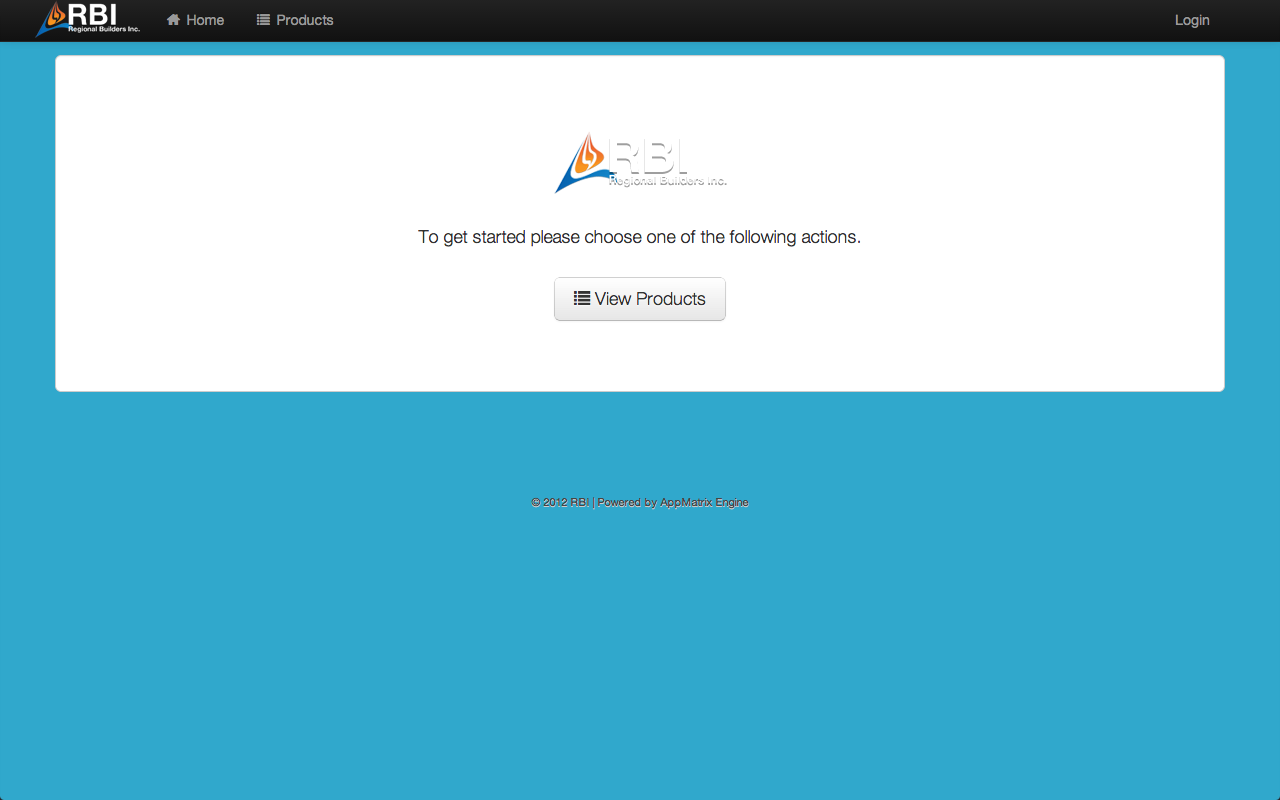 RBI
Regional Builders Inc.
Home
Products
Login
RBI
Regional Builders Inc.
To get started please choose one of the following actions.
View Products
© 2012 RBI | Powered by AppMatrix Engine